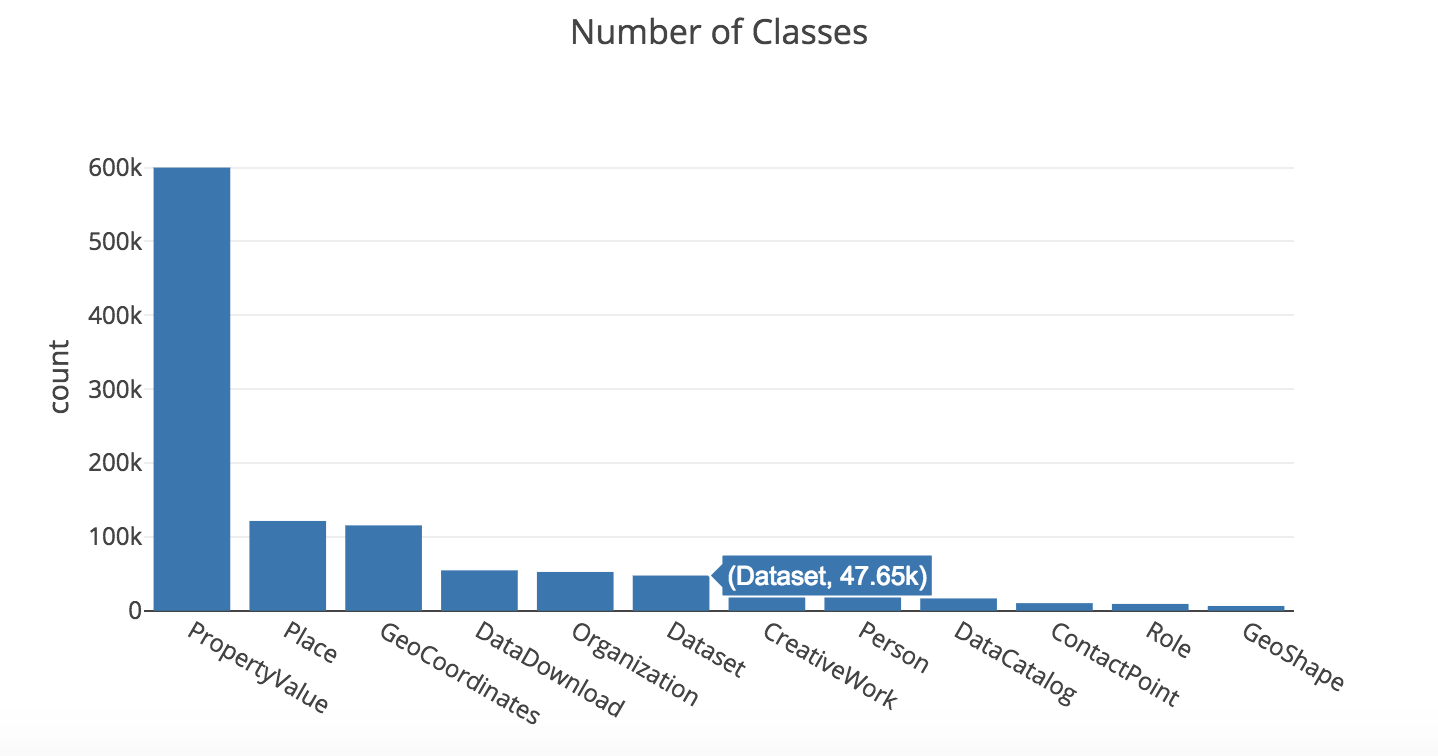 Number of Classes
count
600k
500k
400k
300k
200k
100k
0
(Dataset, 47.65k)
PropertyValue
Place
GeoCoordinates
DataDownload
Organization
Dataset
CreativeWork
Person
DataCatalog
ContactPoint
Role
GeoShape